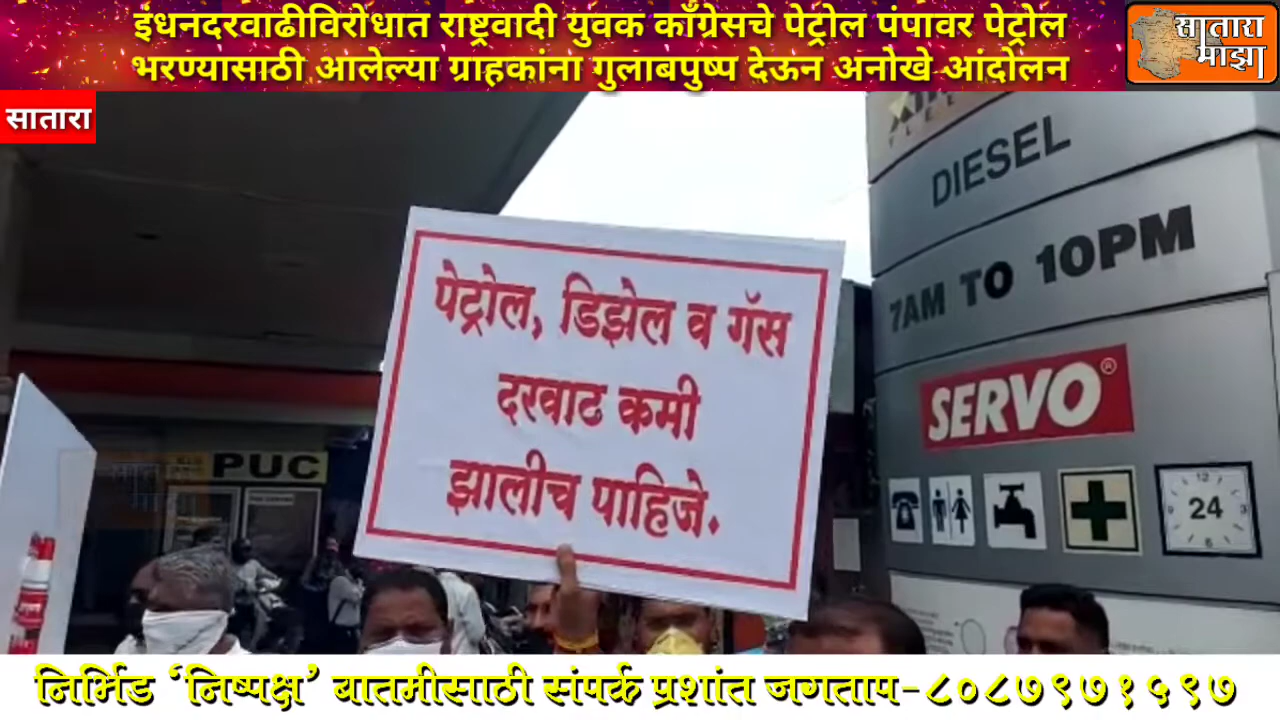 इंधनदरवाढीविरोधात राष्ट्रवादी युवक काँग्रेसचे पेट्रोल पंपावर पेट्रोल
भरण्यासाठी आलेल्या ग्राहकांना गुलाबपुष्प देऊन अनोखे आंदोलन
सातारा
माझा
सातारा
DIESEL
7AM TO 10PM
SERVO®
24
PUC
पेट्रोल, डिझेल व गॅस
दरवाढ कमी
झालीच पाहिजे.
निर्भिड ‘निष्पक्ष’ बातमीसाठी संपर्क प्रशांत जगताप-८०८७९७१५९७